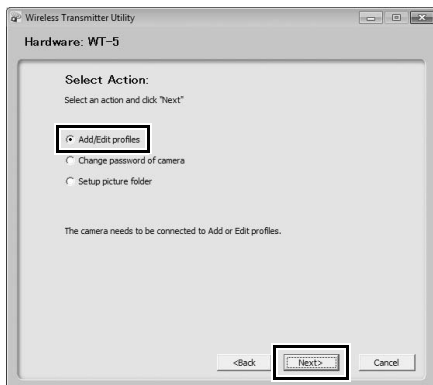 Wireless Transmitter Utility
Hardware: WT-5
Select Action:
Select an action and click "Next"
Add/Edit profiles
Change password of camera
Setup picture folder
The camera needs to be connected to Add or Edit profiles.
<Back Next> Cancel